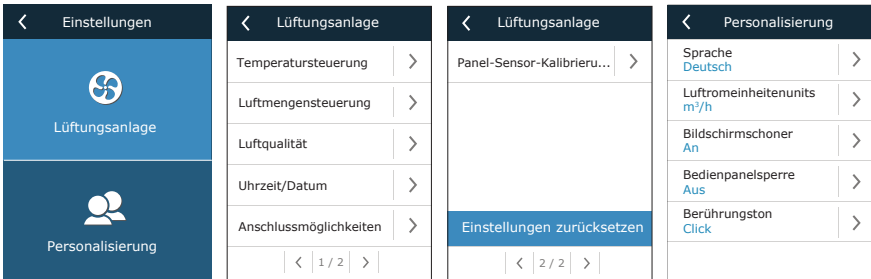 Einstellungen
Lüftungsanlage
Personalisierung
Lüftungsanlage
Temperatursteuerung
Luftmengensteuerung
Luftqualität
Uhrzeit/Datum
Anschlussmöglichkeiten
1 / 2
Lüftungsanlage
Panel-Sensor-Kalibrieru...
Einstellungen zurücksetzen
2 / 2
Personalisierung
Sprache
Deutsch
Luftromeinheitenunits
m³/h
Bildschirmschoner
An
Bedienpanelsperre
Aus
Berührungston
Click